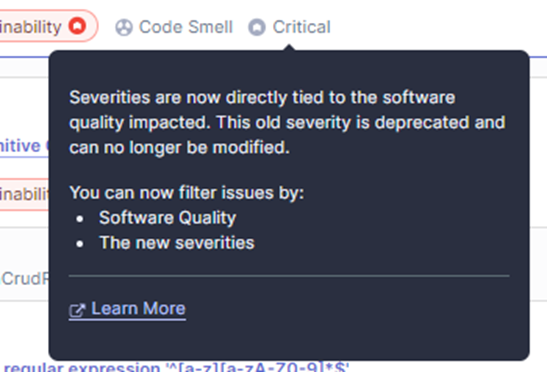 inability Code Smell Critical
Severities are now directly tied to the software
quality impacted. This old severity is deprecated and
can no longer be modified.
nitive
You can now filter issues by:
inabili
• Software Quality
• The new severities
CrudF
Learn More
regular expression '^[a-z][a-zA-Z0-9]*$'